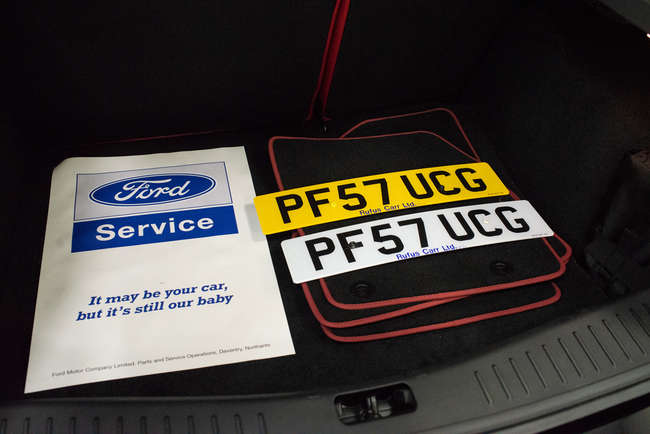 Ford
Service
It may be your car,
but it's still our baby
Ford Motor Company Limited, Parts and Service Operations, Daventry, Northants
PF57 UCG
Rufus Carr Ltd.
PF57 UCG
Rufus Carr Ltd.